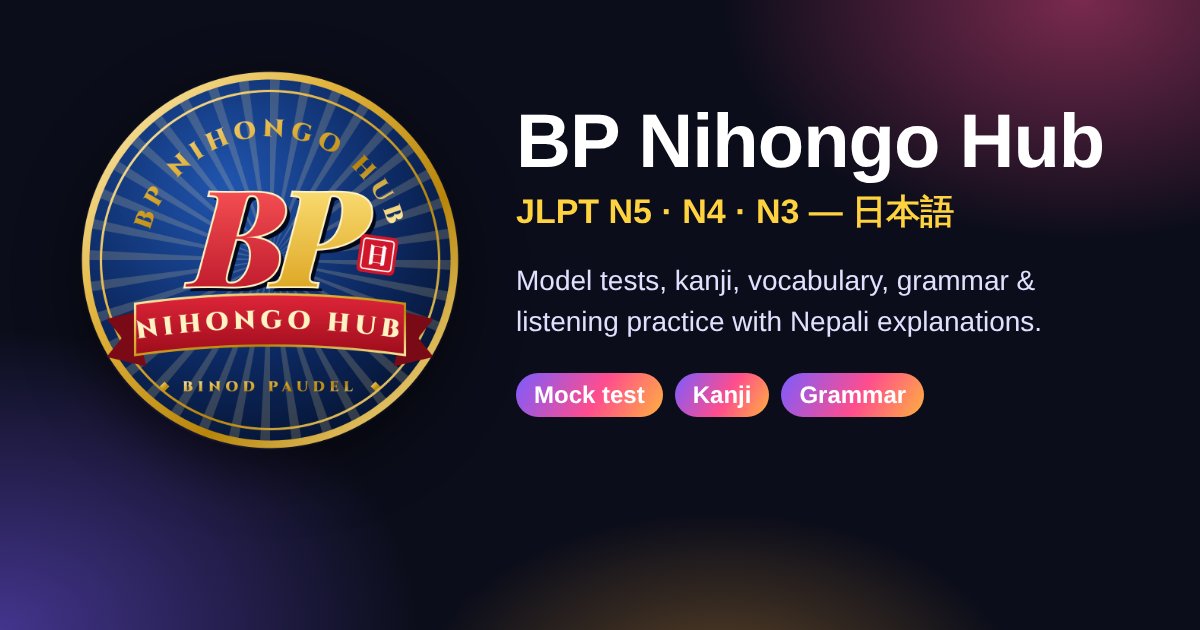 BP NIHONGO HUB
BP
日
NIHONGO HUB
BINOD PAUDEL
BP Nihongo Hub
JLPT N5 · N4 · N3 — 日本語
Model tests, kanji, vocabulary, grammar &
listening practice with Nepali explanations.
Mock test
Kanji
Grammar